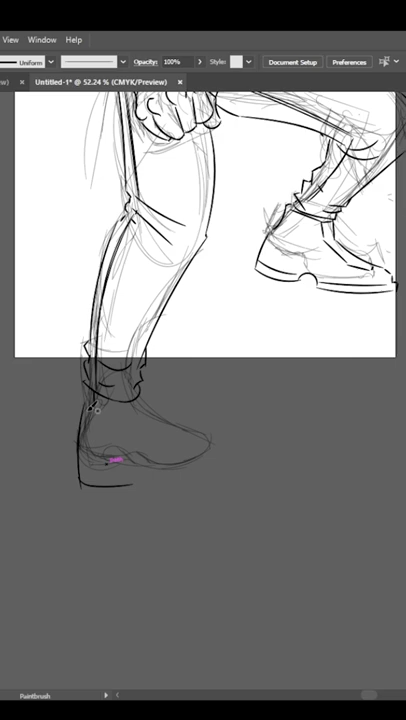 View Window Help
Uniform Opacity: 100% Style: Document Setup Preferences
Untitled-1* @ 52.24 % (CMYK/Preview)
Paintbrush